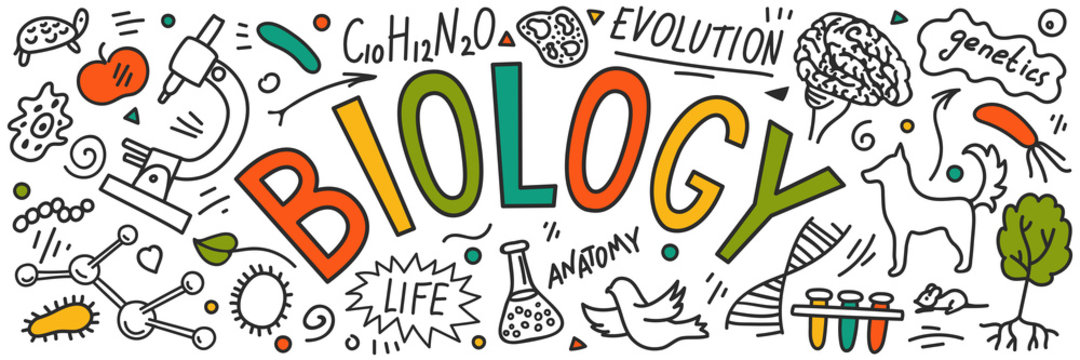 C10H12N2O
EVOLUTION
genetics
BIOLOGY
ANATOMY
LIFE